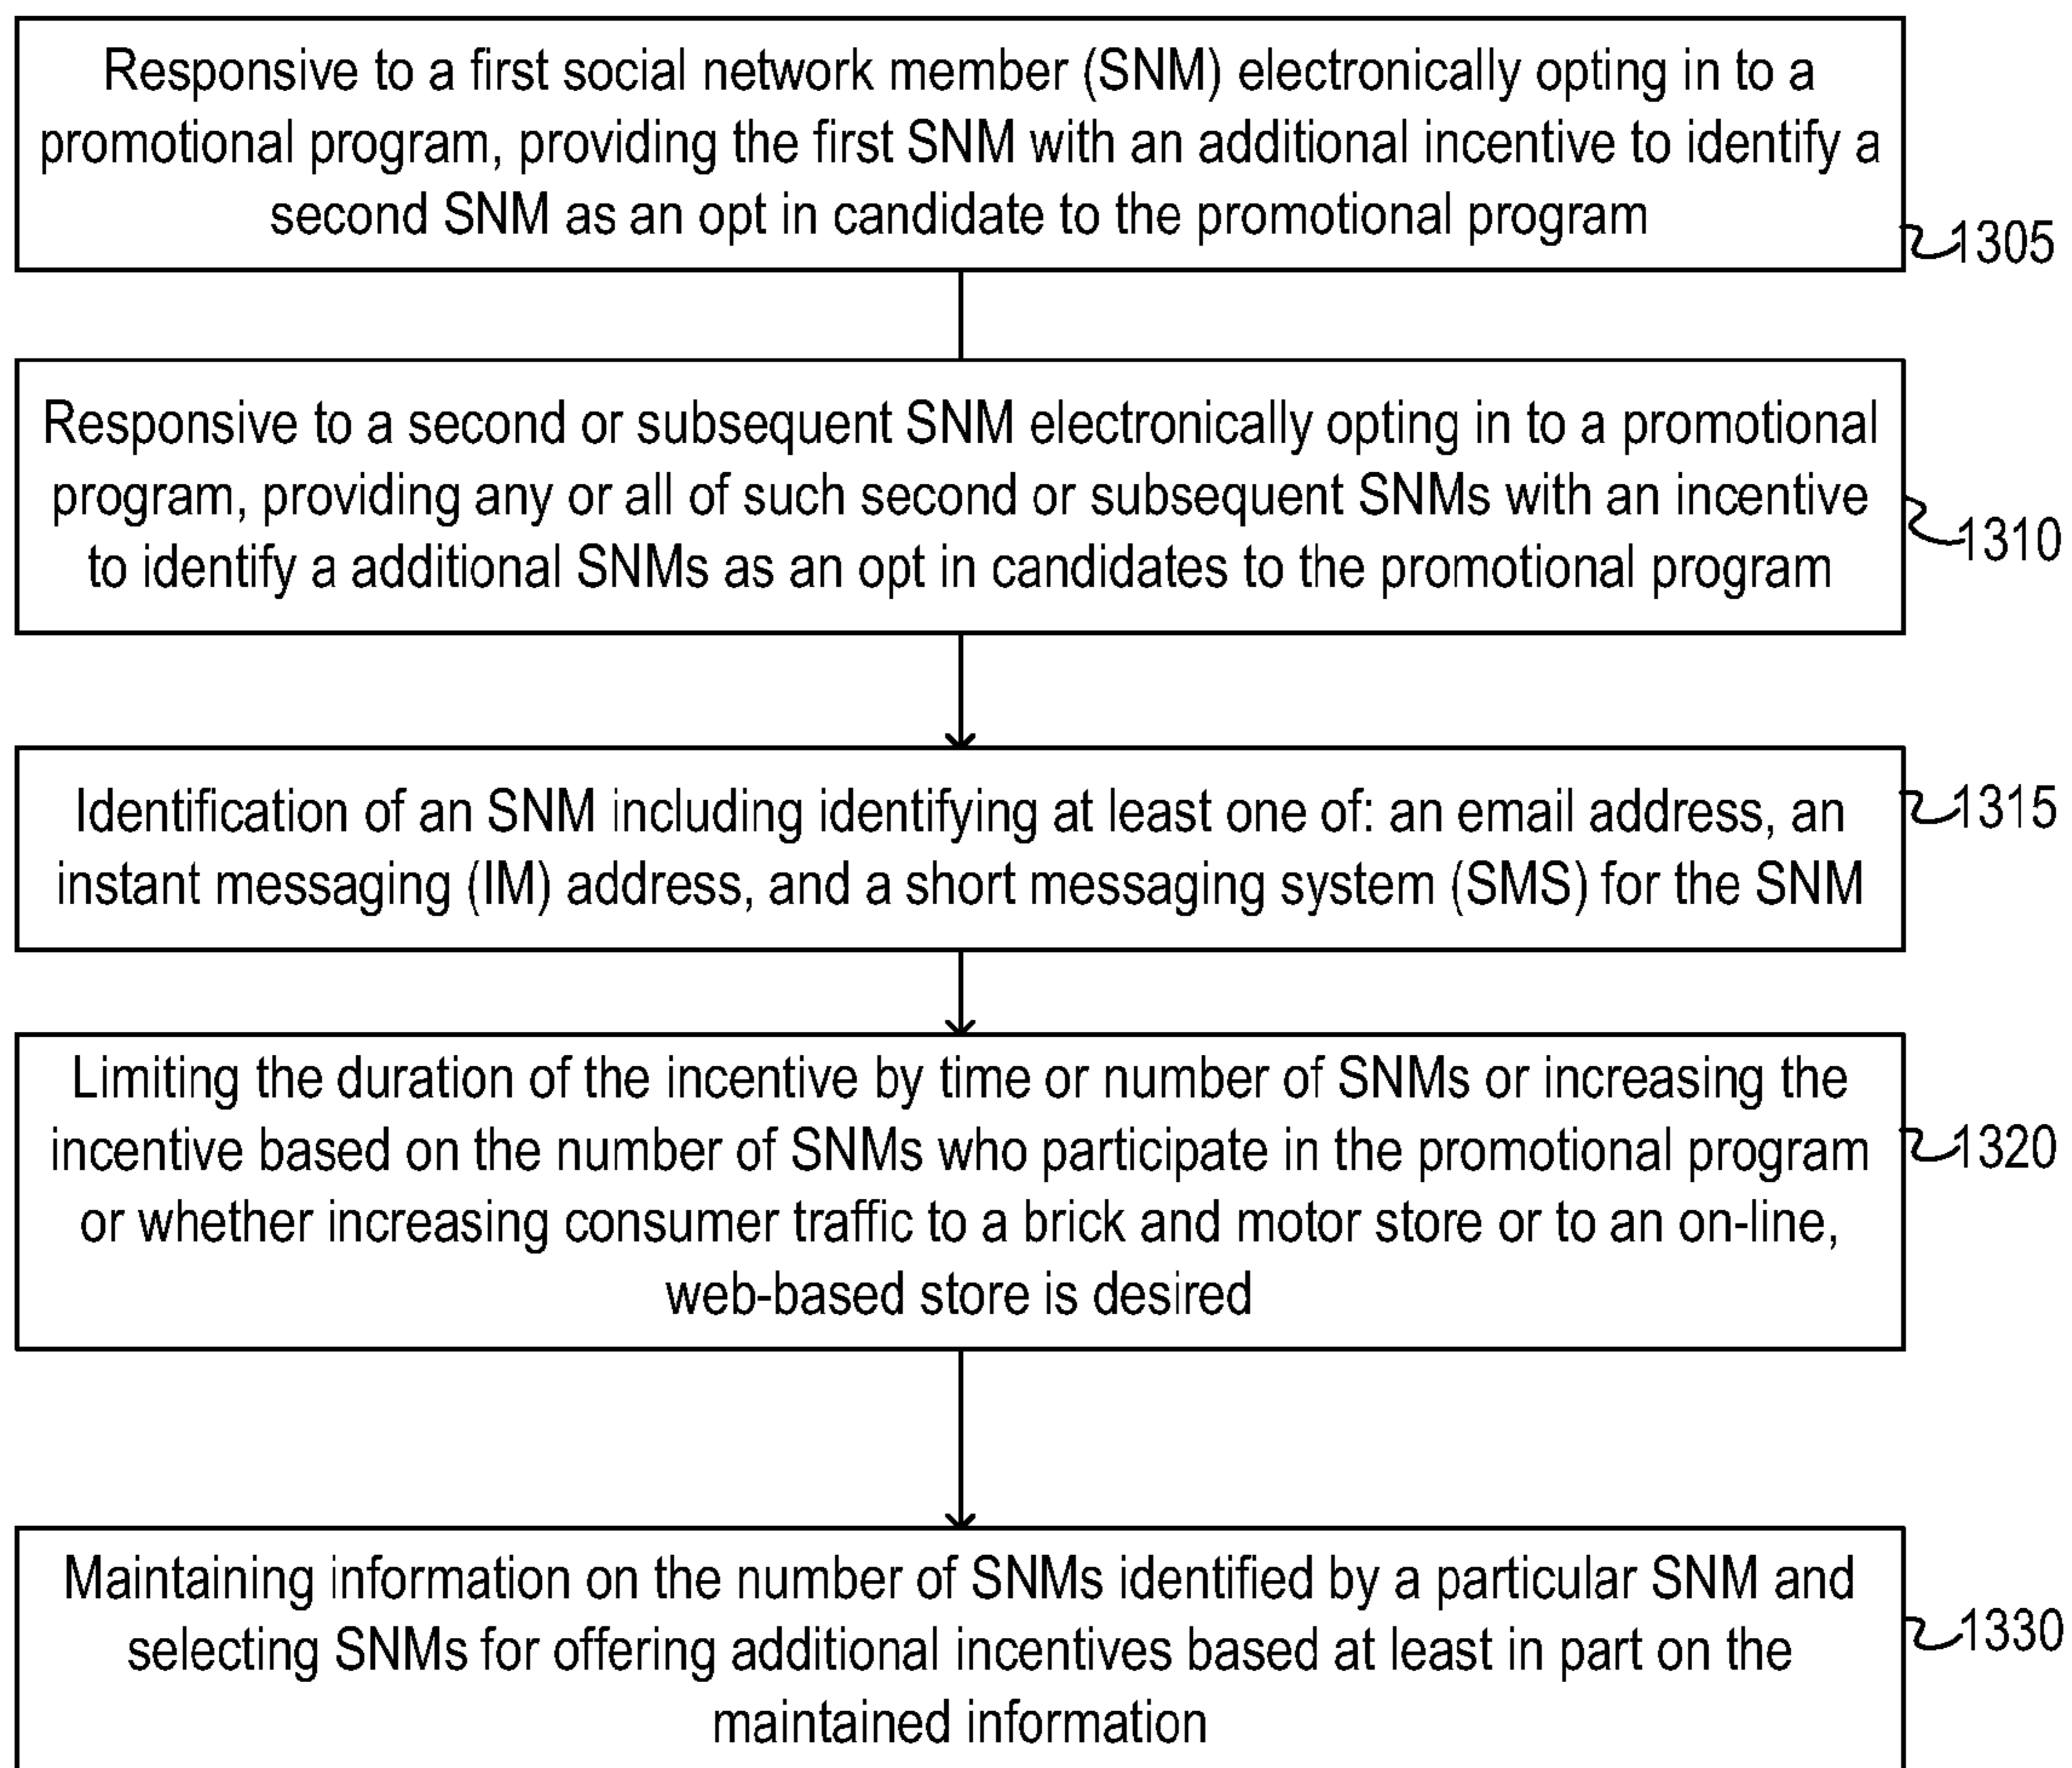 Responsive to a first social network member (SNM) electronically opting in to a
promotional program, providing the first SNM with an additional incentive to identify a
second SNM as an opt in candidate to the promotional program
1305
Responsive to a second or subsequent SNM electronically opting in to a promotional
program, providing any or all of such second or subsequent SNMs with an incentive
to identify a additional SNMs as an opt in candidates to the promotional program
1310
Identification of an SNM including identifying at least one of: an email address, an
instant messaging (IM) address, and a short messaging system (SMS) for the SNM
1315
Limiting the duration of the incentive by time or number of SNMs or increasing the
incentive based on the number of SNMs who participate in the promotional program
or whether increasing consumer traffic to a brick and motor store or to an on-line,
web-based store is desired
1320
Maintaining information on the number of SNMs identified by a particular SNM and
selecting SNMs for offering additional incentives based at least in part on the
maintained information
1330